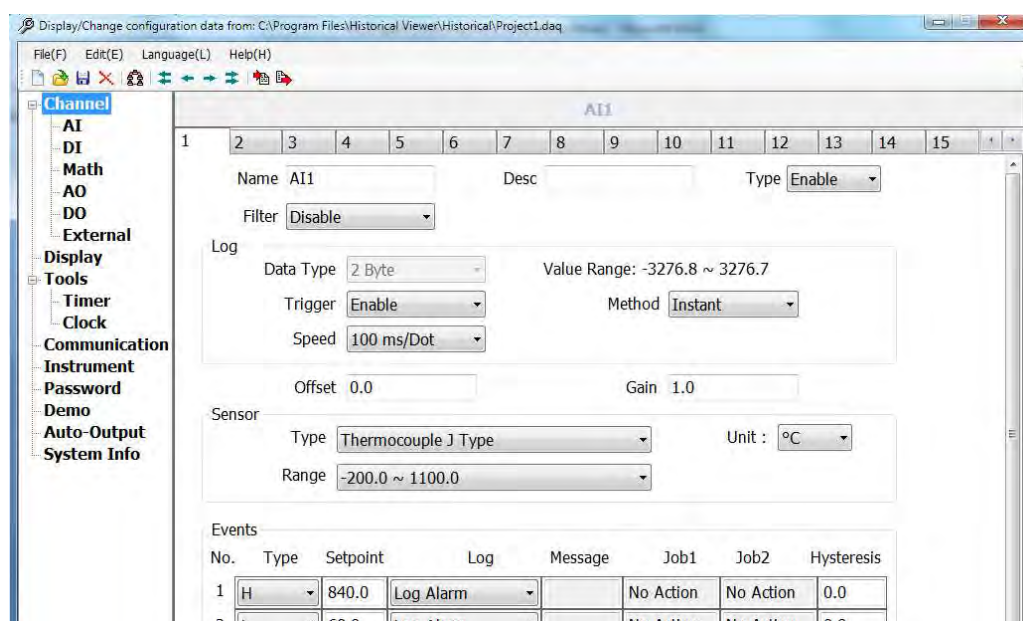 Display/Change configuration data from: C:\Program Files\Historical Viewer\Historical\Project1.daq
File(F) Edit(E) Language(L) Help(H)
Channel
AI
DI
Math
AO
DO
External
Display
Tools
Timer
Clock
Communication
Instrument
Password
Demo
Auto-Output
System Info
AI1
1 2 3 4 5 6 7 8 9 10 11 12 13 14 15
Name AI1 Desc Type Enable
Filter Disable
Log
Data Type 2 Byte Value Range: -3276.8 ~ 3276.7
Trigger Enable Method Instant
Speed 100 ms/Dot
Offset 0.0 Gain 1.0
Sensor
Type Thermocouple J Type Unit : °C
Range -200.0 ~ 1100.0
Events
No. Type Setpoint Log Message Job1 Job2 Hysteresis
1 H 840.0 Log Alarm No Action No Action 0.0